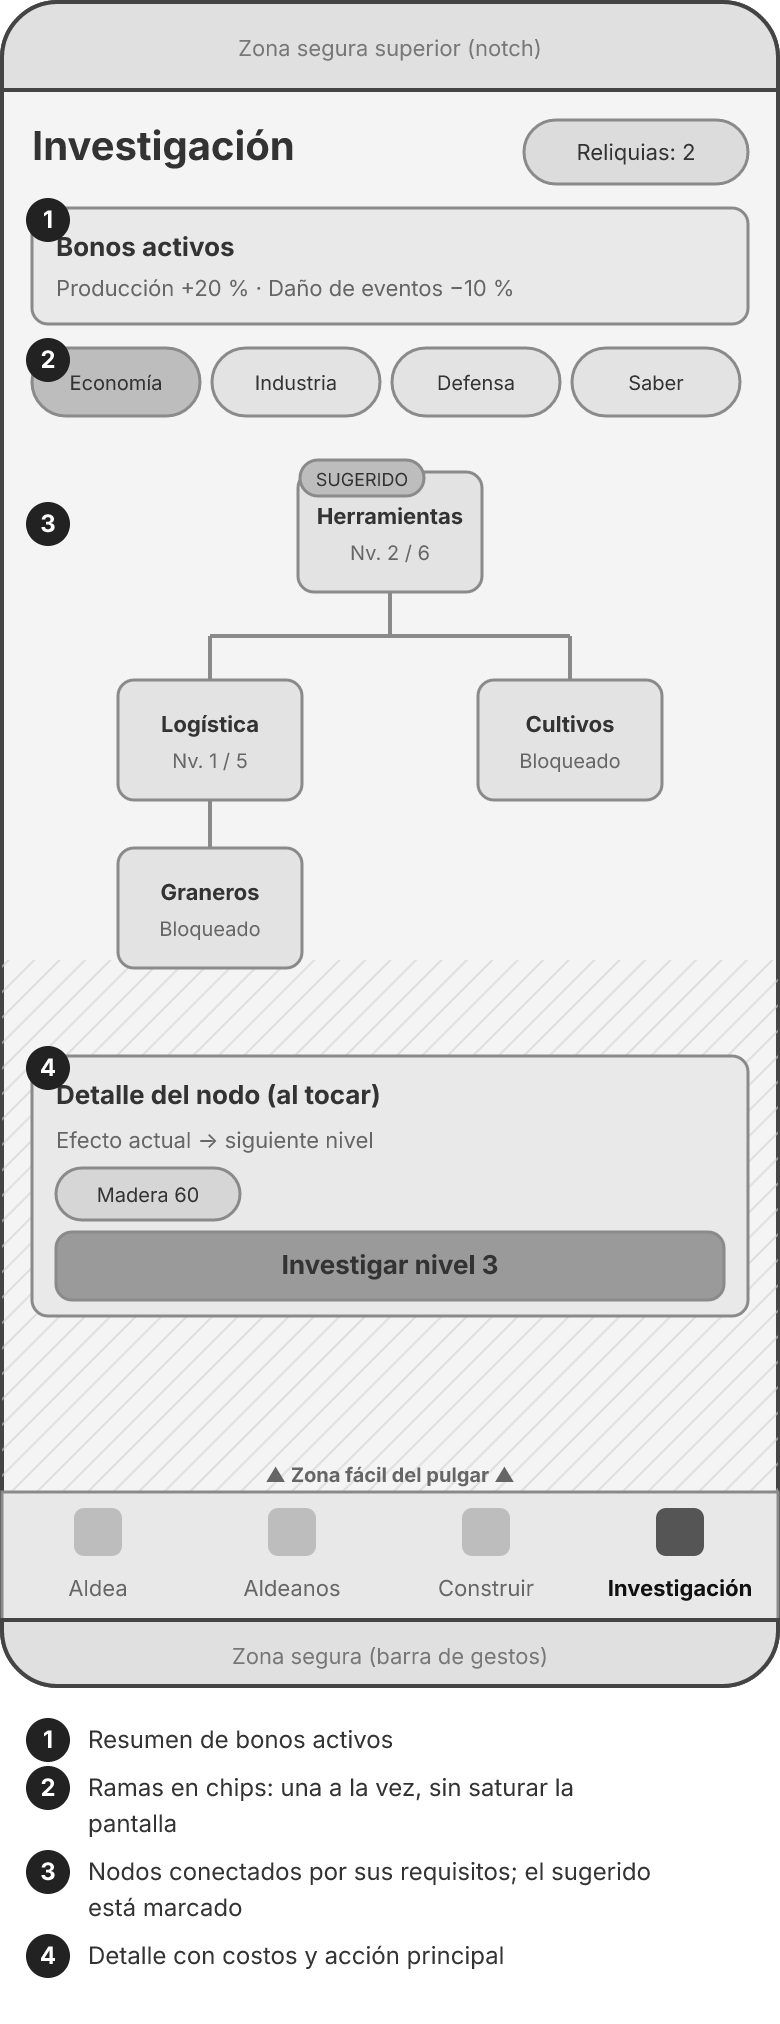 Zona segura superior (notch)
Investigación
Reliquias: 2
1
Bonos activos
Producción +20 % · Daño de eventos −10 %
2
Economía
Industria
Defensa
Saber
3
SUGERIDO
Herramientas
Nv. 2 / 6
Logística
Nv. 1 / 5
Cultivos
Bloqueado
Graneros
Bloqueado
4
Detalle del nodo (al tocar)
Efecto actual → siguiente nivel
Madera 60
Investigar nivel 3
▲ Zona fácil del pulgar ▲
Aldea
Aldeanos
Construir
Investigación
Zona segura (barra de gestos)
1 Resumen de bonos activos
2 Ramas en chips: una a la vez, sin saturar la
pantalla
3 Nodos conectados por sus requisitos; el sugerido
está marcado
4 Detalle con costos y acción principal